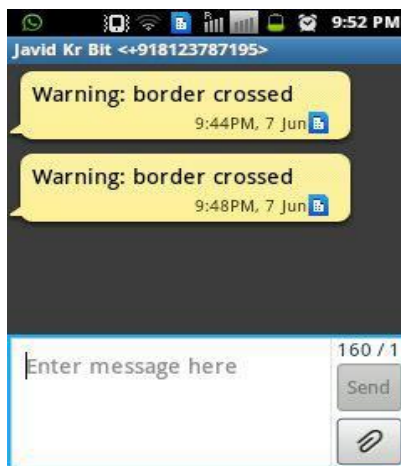 9:52 PM
Javid Kr Bit <+918123787195>
Warning: border crossed
9:44PM, 7 Jun
Warning: border crossed
9:48PM, 7 Jun
160 / 1
Enter message here
Send